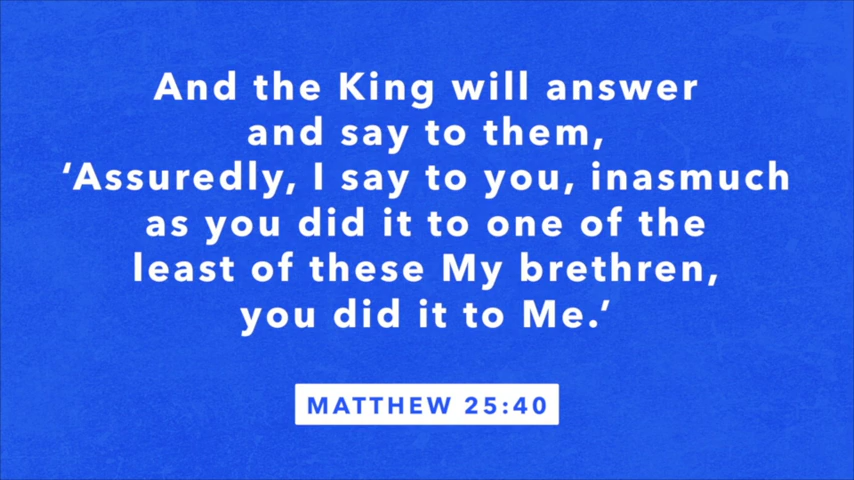 And the King will answer
and say to them,
‘Assuredly, I say to you, inasmuch
as you did it to one of the
least of these My brethren,
you did it to Me.’
MATTHEW 25:40